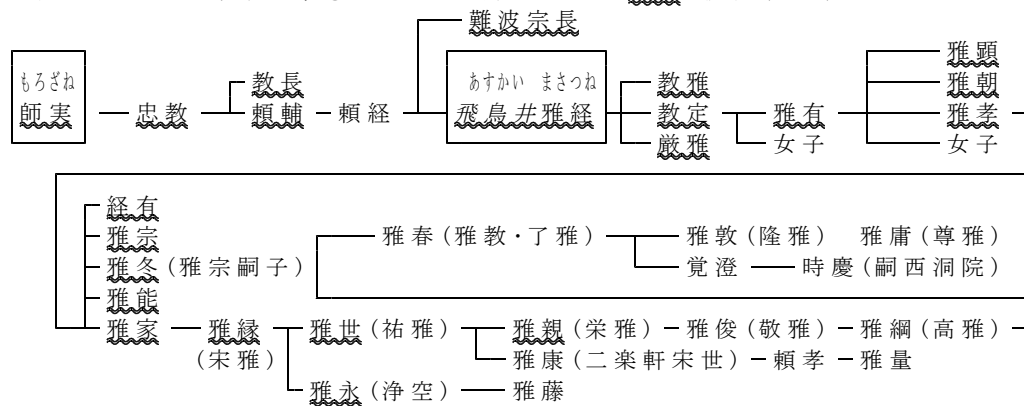 難波宗長
雅顕
もろざね 教長 あすかい まさつね 教雅 雅朝
師実 忠教 頼輔 頼経 飛鳥井雅経 教定 雅有 雅孝
厳雅 女子 女子
経有
雅宗 雅春(雅教・了雅) 雅敦(隆雅) 雅庸(尊雅)
雅冬(雅宗嗣子) 覚澄 時慶(嗣西洞院)
雅能
雅家 雅縁 雅世(祐雅) 雅親(栄雅) 雅俊(敬雅) 雅綱(高雅)
(宋雅) 雅康(二楽軒宋世) 頼孝 雅量
雅永(浄空) 雅藤